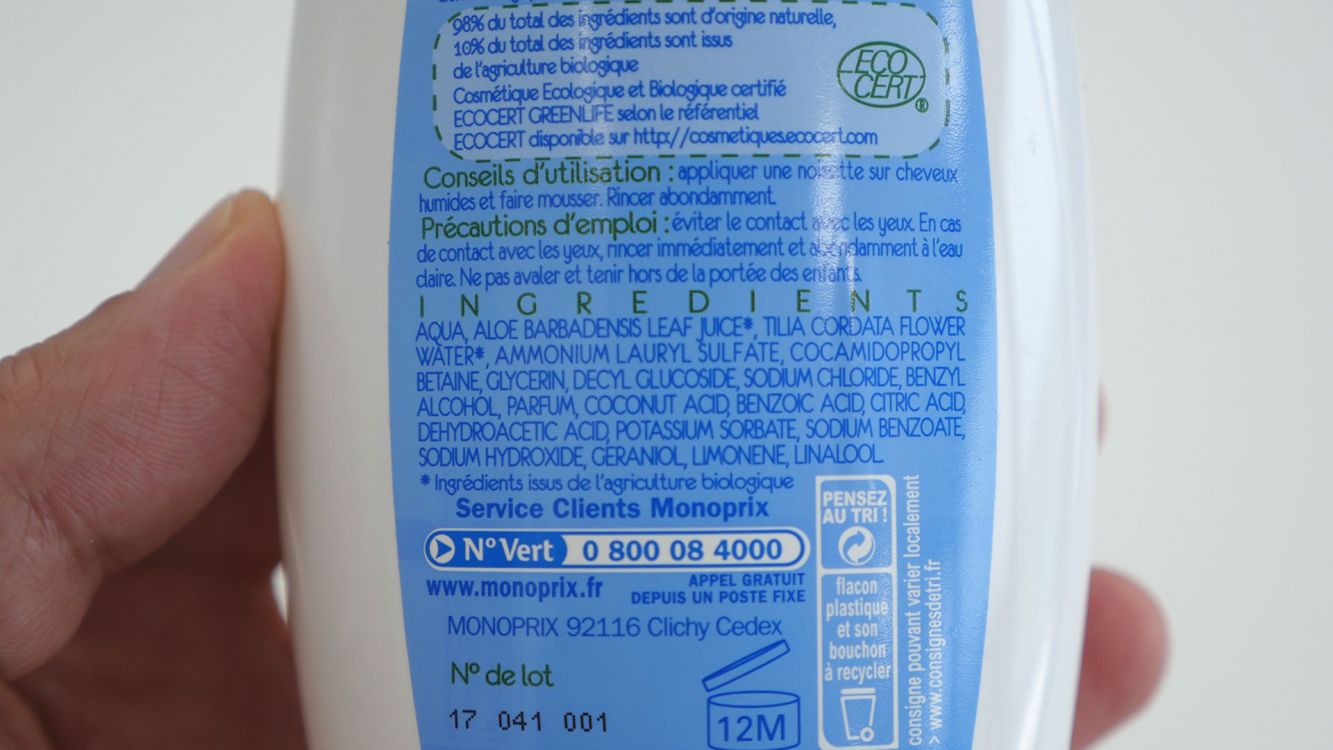 98% du total des ingrédients sont d'origine naturelle,
10% du total des ingrédients sont issus
de l'agriculture biologique
Cosmétique Ecologique et Biologique certifié
ECOCERT GREENLIFE selon le référentiel
ECOCERT disponible sur http://cosmetiques.ecocert.com
ECO
CERT
®
Conseils d'utilisation : appliquer une noisette sur cheveux
humides et faire mousser. Rincer abondamment.
Précautions d'emploi : éviter le contact avec les yeux. En cas
de contact avec les yeux, rincer immédiatement et abondamment à l'eau
claire. Ne pas avaler et tenir hors de la portée des enfants.
INGREDIENTS
AQUA, ALOE BARBADENSIS LEAF JUICE*, TILIA CORDATA FLOWER
WATER*, AMMONIUM LAURYL SULFATE, COCAMIDOPROPYL
BETAINE, GLYCERIN, DECYL GLUCOSIDE, SODIUM CHLORIDE, BENZYL
ALCOHOL, PARFUM, COCONUT ACID, BENZOIC ACID, CITRIC ACID,
DEHYDROACETIC ACID, POTASSIUM SORBATE, SODIUM BENZOATE,
SODIUM HYDROXIDE, GERANIOL, LIMONENE, LINALOOL.
* Ingrédients issus de l'agriculture biologique
Service Clients Monoprix
N° Vert 0 800 08 4000
www.monoprix.fr
APPEL GRATUIT
DEPUIS UN POSTE FIXE
MONOPRIX 92116 Clichy Cedex
N° de lot
17 041 001
12M
PENSEZ
AU TRI !
flacon
plastique
et son
bouchon
à recycler
consigne pouvant varier localement
> www.consignesdetri.fr